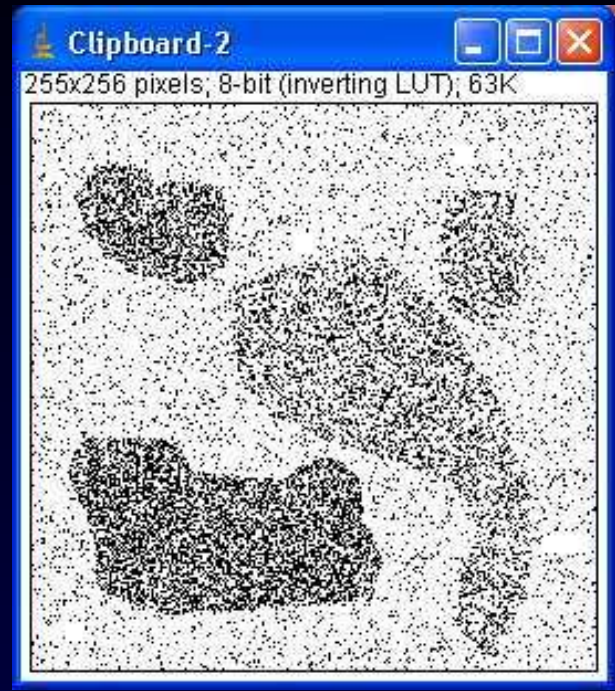 Clipboard-2
255x256 pixels; 8-bit (inverting LUT); 63K